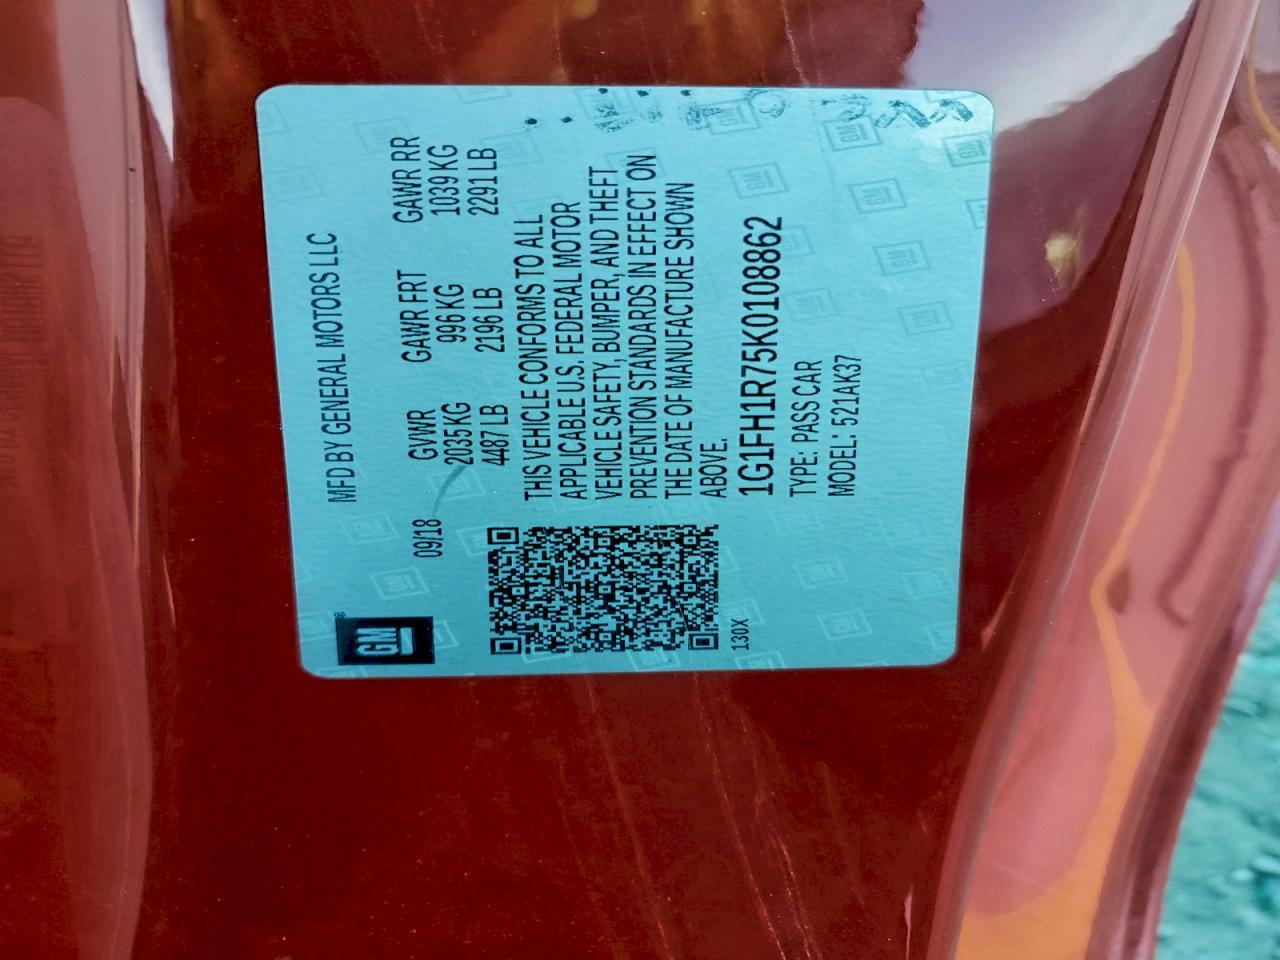 MFD BY GENERAL MOTORS LLC
GM
09/18
GVWR GAWR FRT GAWR RR
2035 KG 996 KG 1039 KG
4487 LB 2196 LB 2291 LB
THIS VEHICLE CONFORMS TO ALL
APPLICABLE U.S. FEDERAL MOTOR
VEHICLE SAFETY, BUMPER, AND THEFT
PREVENTION STANDARDS IN EFFECT ON
THE DATE OF MANUFACTURE SHOWN
ABOVE.
1G1FH1R75K0108862
130X
TYPE: PASS CAR
MODEL: 521AK37